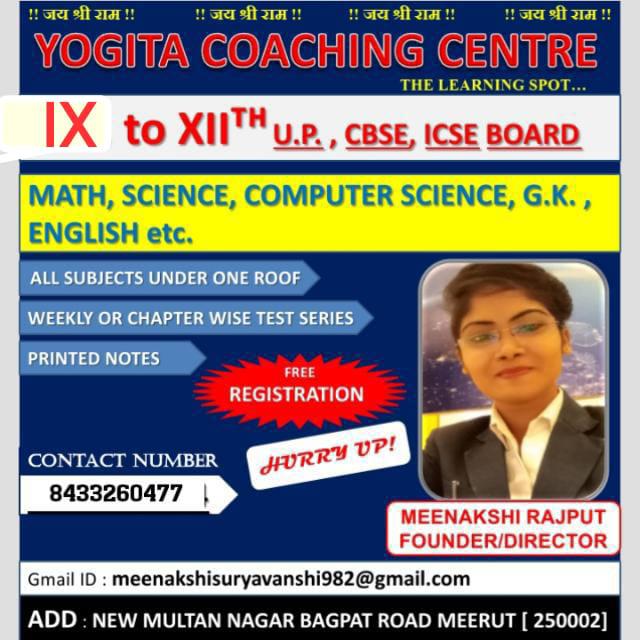 !! जय श्री राम !! !! जय श्री राम !! !! जय श्री राम !! !! जय श्री राम !!
YOGITA COACHING CENTRE
THE LEARNING SPOT...
IX to XIITH U.P. , CBSE, ICSE BOARD
MATH, SCIENCE, COMPUTER SCIENCE, G.K. ,
ENGLISH etc.
ALL SUBJECTS UNDER ONE ROOF
WEEKLY OR CHAPTER WISE TEST SERIES
PRINTED NOTES
FREE
REGISTRATION
HURRY UP!
CONTACT NUMBER
8433260477
MEENAKSHI RAJPUT
FOUNDER/DIRECTOR
Gmail ID : meenakshisuryavanshi982@gmail.com
ADD : NEW MULTAN NAGAR BAGPAT ROAD MEERUT [ 250002]